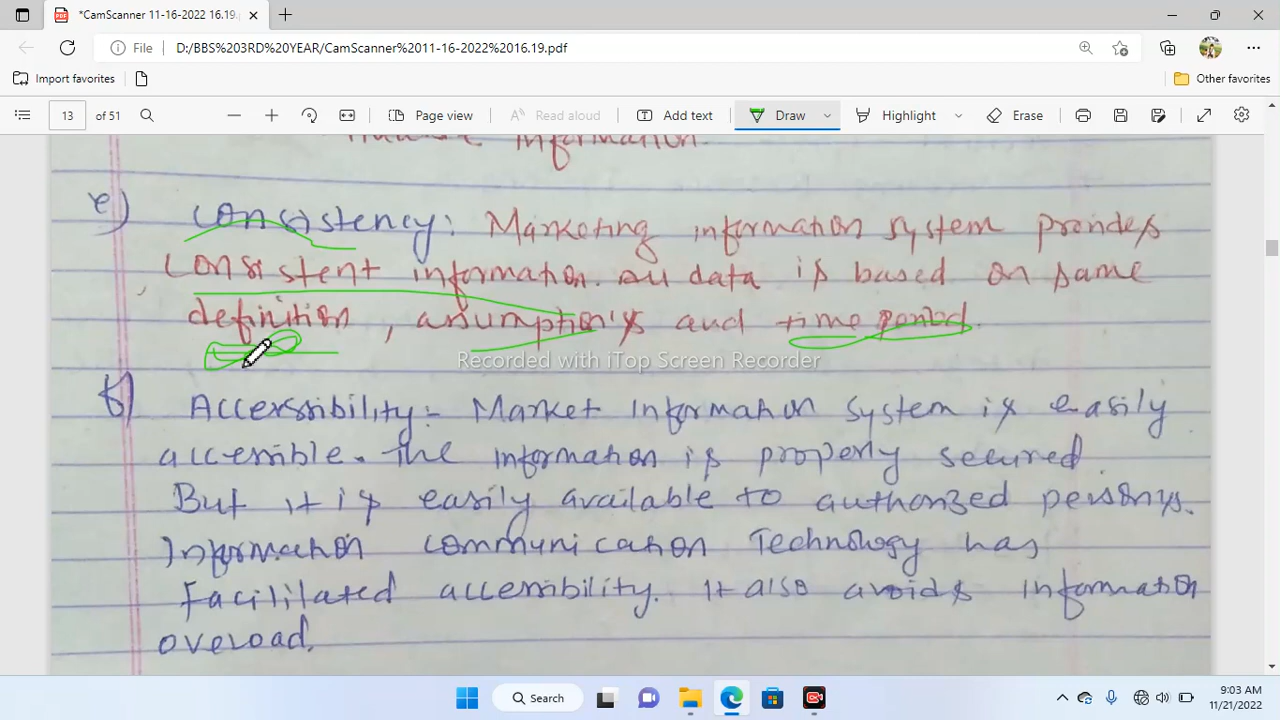 *CamScanner 11-16-2022 16.19.p
File D:/BBS%203RD%20YEAR/CamScanner%2011-16-2022%2016.19.pdf
Import favorites Other favorites
13 of 51 Page view Read aloud Add text Draw Highlight Erase
information.
e) Consistency: Marketing information system provides
consistent information. All data is based on same
definition, assumption's and time period.
Recorded with iTop Screen Recorder
f) Accessibility:- Market Information system is easily
accessible. The information is properly secured.
But it is easily available to authorized persons.
Information communication Technology has
Facilitated accessibility. It also avoids information
overload.
Search
9:03 AM
11/21/2022